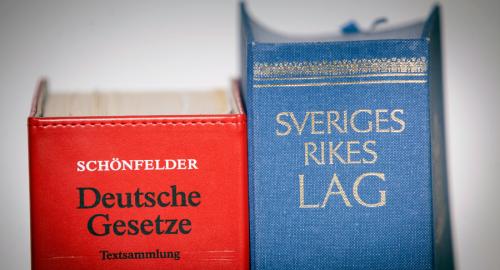 SCHÖNFELDER
Deutsche
Gesetze
Textsammlung
SVERIGES
RIKES
LAG